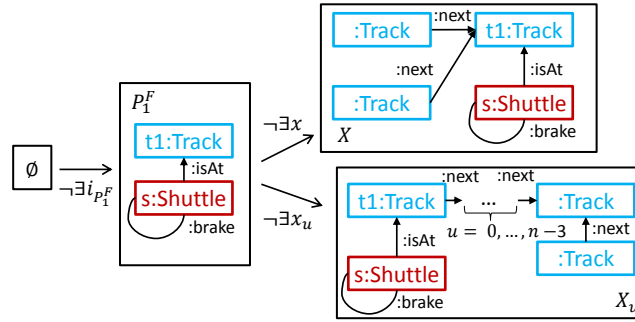 ∅
¬∃i_{P_1^F}
P_1^F
t1:Track
:isAt
s:Shuttle
:brake
¬∃x
¬∃x_u
:Track
:next
t1:Track
:next
:isAt
:Track
s:Shuttle
X
:brake
:next
:next
t1:Track
...
:Track
:isAt
u = 0, ..., n − 3
:next
s:Shuttle
:Track
:brake
X_u